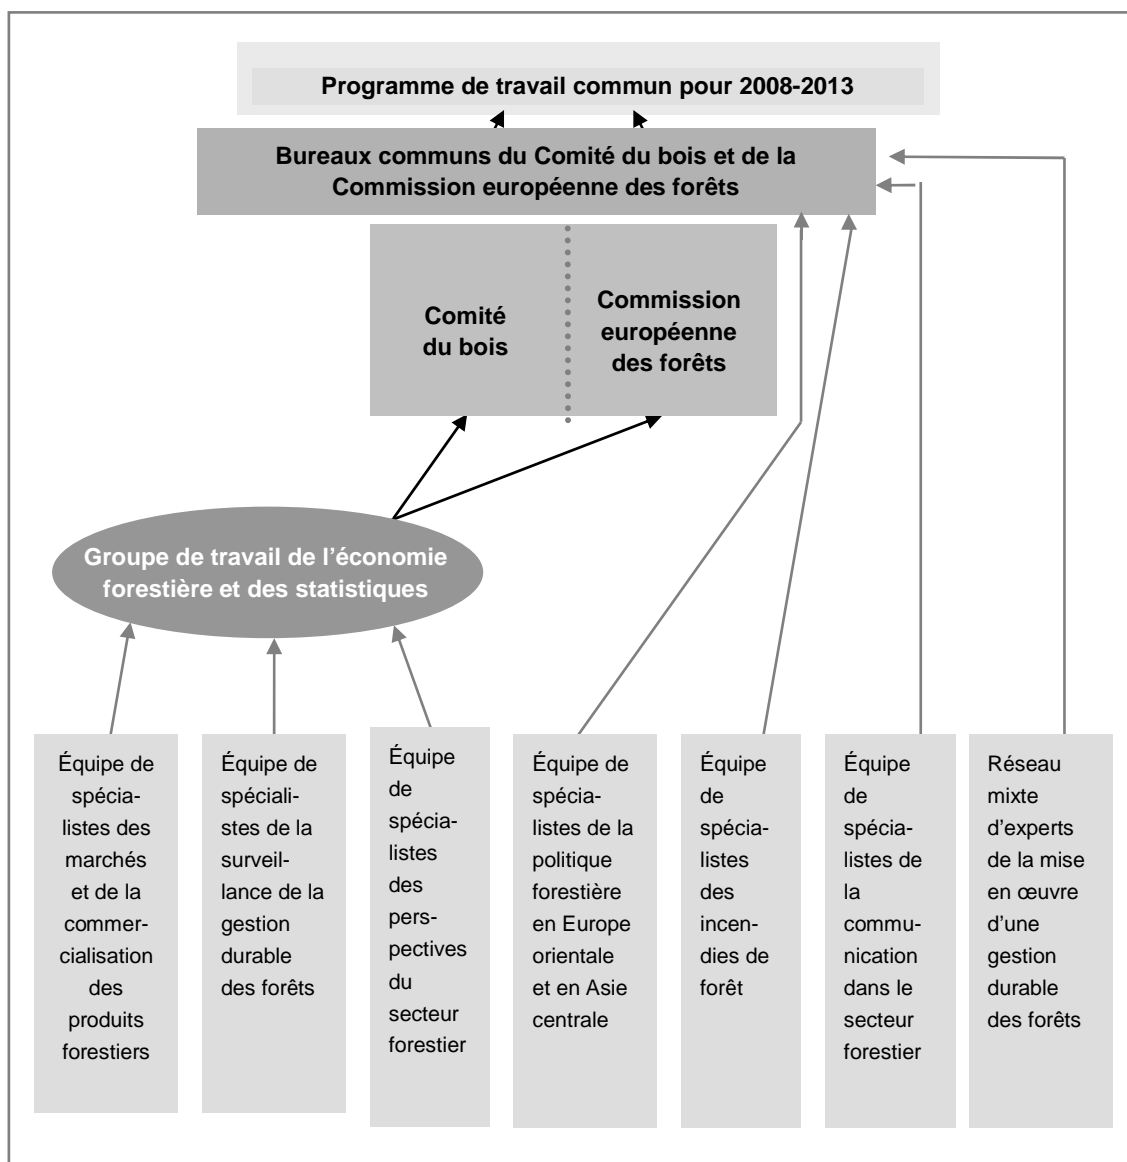 Programme de travail commun pour 2008-2013
Bureaux communs du Comité du bois et de la
Commission européenne des forêts
Comité
du bois
Commission
européenne
des forêts
Groupe de travail de l’économie
forestière et des statistiques
Équipe de
spécia-
listes des
marchés
et de la
commer-
cialisation
des
produits
forestiers
Équipe de
spéciali-
stes de la
surveil-
lance de la
gestion
durable
des forêts
Équipe
de
spécia-
listes
des
pers-
pectives
du
secteur
forestier
Équipe de
spécia-
listes de la
politique
forestière
en Europe
orientale
et en Asie
centrale
Équipe
de
spécia-
listes
des
incen-
dies de
forêt
Équipe
de
spécia-
listes de
la
commu-
nication
dans le
secteur
forestier
Réseau
mixte
d’experts
de la mise
en œuvre
d’une
gestion
durable
des forêts